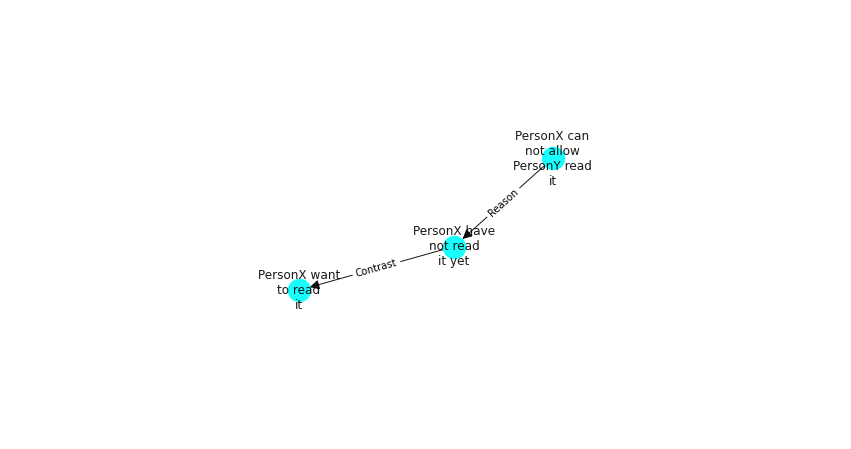 PersonX can
not allow
PersonY read
it
Reason
PersonX have
not read
it yet
Contrast
PersonX want
to read
it